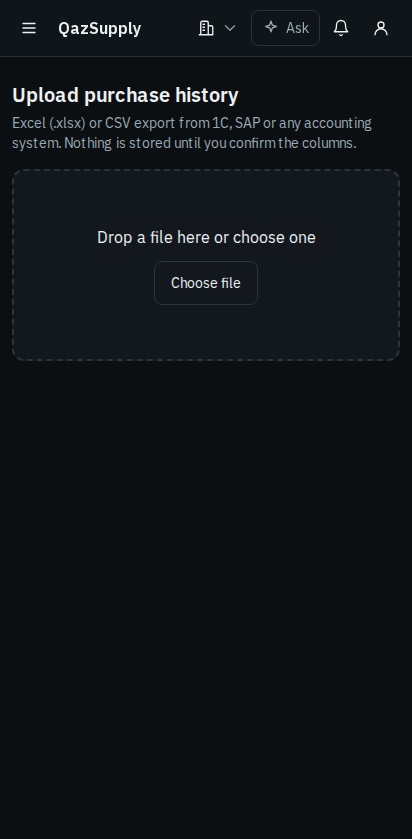 QazSupply
Ask
Upload purchase history
Excel (.xlsx) or CSV export from 1C, SAP or any accounting
system. Nothing is stored until you confirm the columns.
Drop a file here or choose one
Choose file